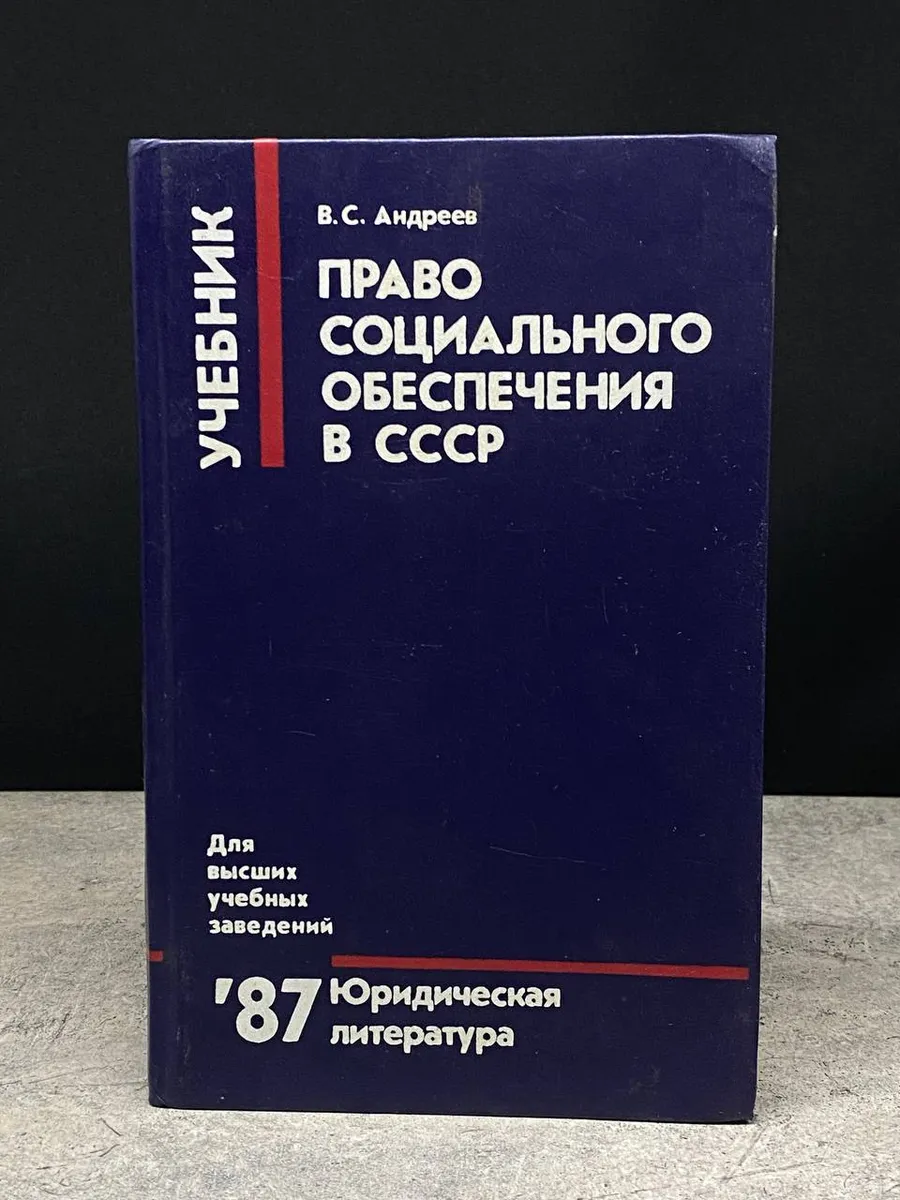 УЧЕБНИК
В.С. Андреев
ПРАВО
СОЦИАЛЬНОГО
ОБЕСПЕЧЕНИЯ
В СССР
Для
высших
учебных
заведений
'87 Юридическая
литература